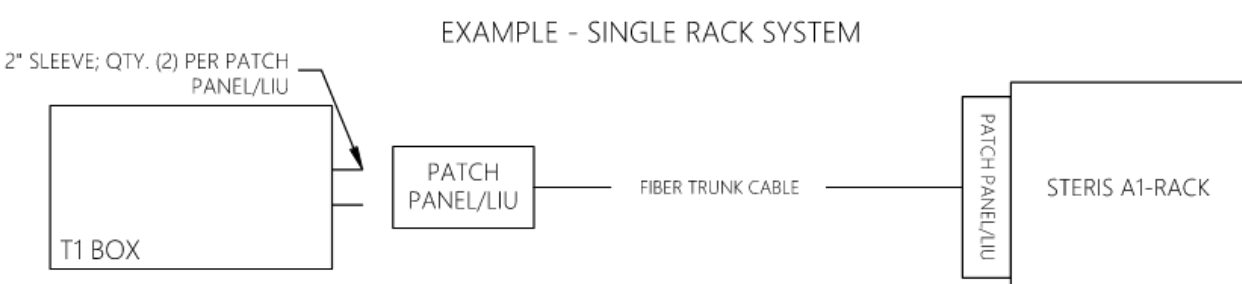 EXAMPLE - SINGLE RACK SYSTEM
2" SLEEVE; QTY. (2) PER PATCH
PANEL/LIU
T1 BOX
PATCH
PANEL/LIU
FIBER TRUNK CABLE
PATCH PANEL/LIU
STERIS A1-RACK